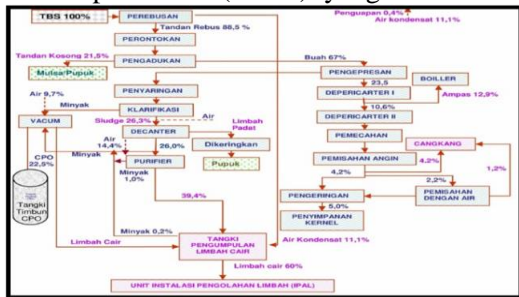 Penguapan 0,4%
Air kondensat 11,1%
TBS 100%
PEREBUSAN
Tandan Rebus 88,5 %
PERONTOKAN
Tandan Kosong 21,5%
PENGADUKAN
Buah 67%
Mulsa/Pupuk
PENGEPRESAN
BOILLER
PENYARINGAN
23,5
DEPERICARTER I
Air 9,7%
Minyak
KLARIFIKASI
Ampas 12,9%
10,6%
VACUM
Sludge 26,3%
Air
DEPERICARTER II
DECANTER
Limbah
Padat
Air
14,4%
26,0%
PEMECAHAN
Dikeringkan
CANGKANG
CPO
22,5%
Minyak
PURIFIER
PEMISAHAN ANGIN
4.2%
Pupuk
Minyak
1,0%
4,2%
2,2%
1,2%
Tangki
Timbun
CPO
39,4%
PENGERINGAN
PEMISAHAN
DENGAN AIR
5,0%
PENYIMPANAN
KERNEL
Minyak 0,2%
TANGKI
PENGUMPULAN
LIMBAH CAIR
Limbah Cair
Air Kondensat 11,1%
Limbah cair 60%
UNIT INSTALASI PENGOLAHAN LIMBAH (IPAL)